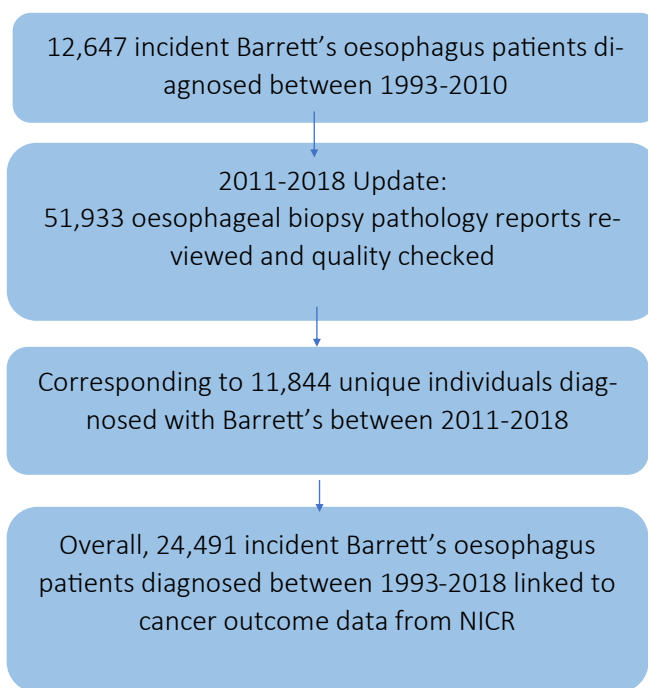 12,647 incident Barrett’s oesophagus patients di-
agnosed between 1993-2010
2011-2018 Update:
51,933 oesophageal biopsy pathology reports re-
viewed and quality checked
Corresponding to 11,844 unique individuals diag-
nosed with Barrett’s between 2011-2018
Overall, 24,491 incident Barrett’s oesophagus
patients diagnosed between 1993-2018 linked to
cancer outcome data from NICR